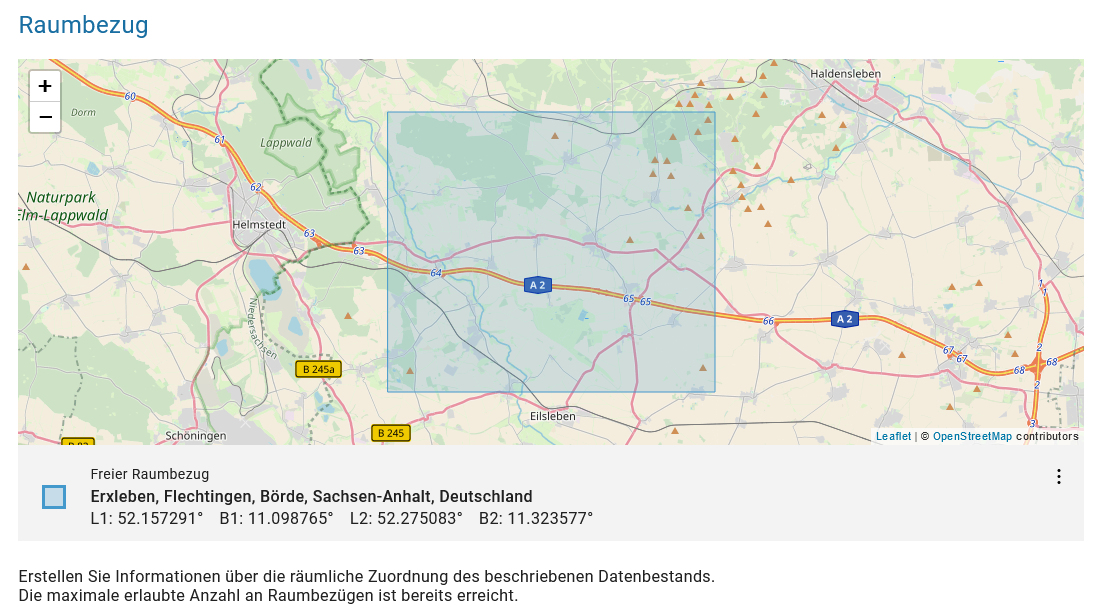 Raumbezug
+
−
60
Dorm
61
Lappwald
Haldensleben
62
Naturpark
Elm-Lappwald
Helmstedt
63
63
64
A 2
65 65
66
A 2
67
67
68
68
1
1
2
2
3
Niedersachsen
B 245a
B 245
Eilsleben
Schöningen
Leaflet | © OpenStreetMap contributors
Freier Raumbezug
Erxleben, Flechtingen, Börde, Sachsen-Anhalt, Deutschland
L1: 52.157291° B1: 11.098765° L2: 52.275083° B2: 11.323577°
Erstellen Sie Informationen über die räumliche Zuordnung des beschriebenen Datenbestands.
Die maximale erlaubte Anzahl an Raumbezügen ist bereits erreicht.